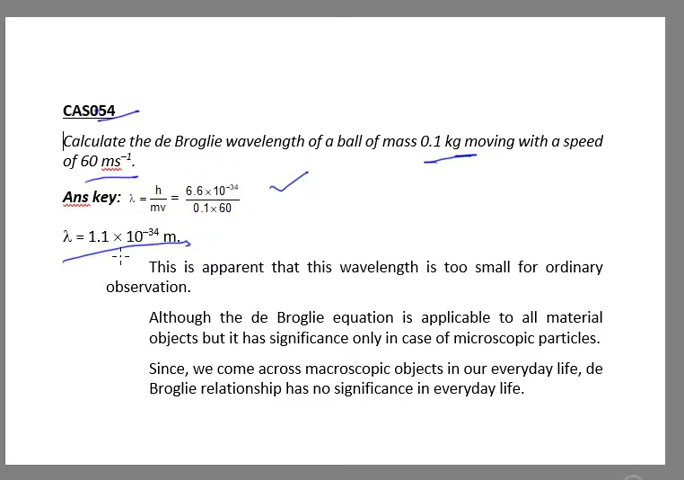 CAS054
Calculate the de Broglie wavelength of a ball of mass 0.1 kg moving with a speed
of 60 ms⁻¹.
Ans key: λ = h/mv = 6.6×10⁻³⁴/0.1×60
λ = 1.1 × 10⁻³⁴ m.
This is apparent that this wavelength is too small for ordinary
observation.
Although the de Broglie equation is applicable to all material
objects but it has significance only in case of microscopic particles.
Since, we come across macroscopic objects in our everyday life, de
Broglie relationship has no significance in everyday life.